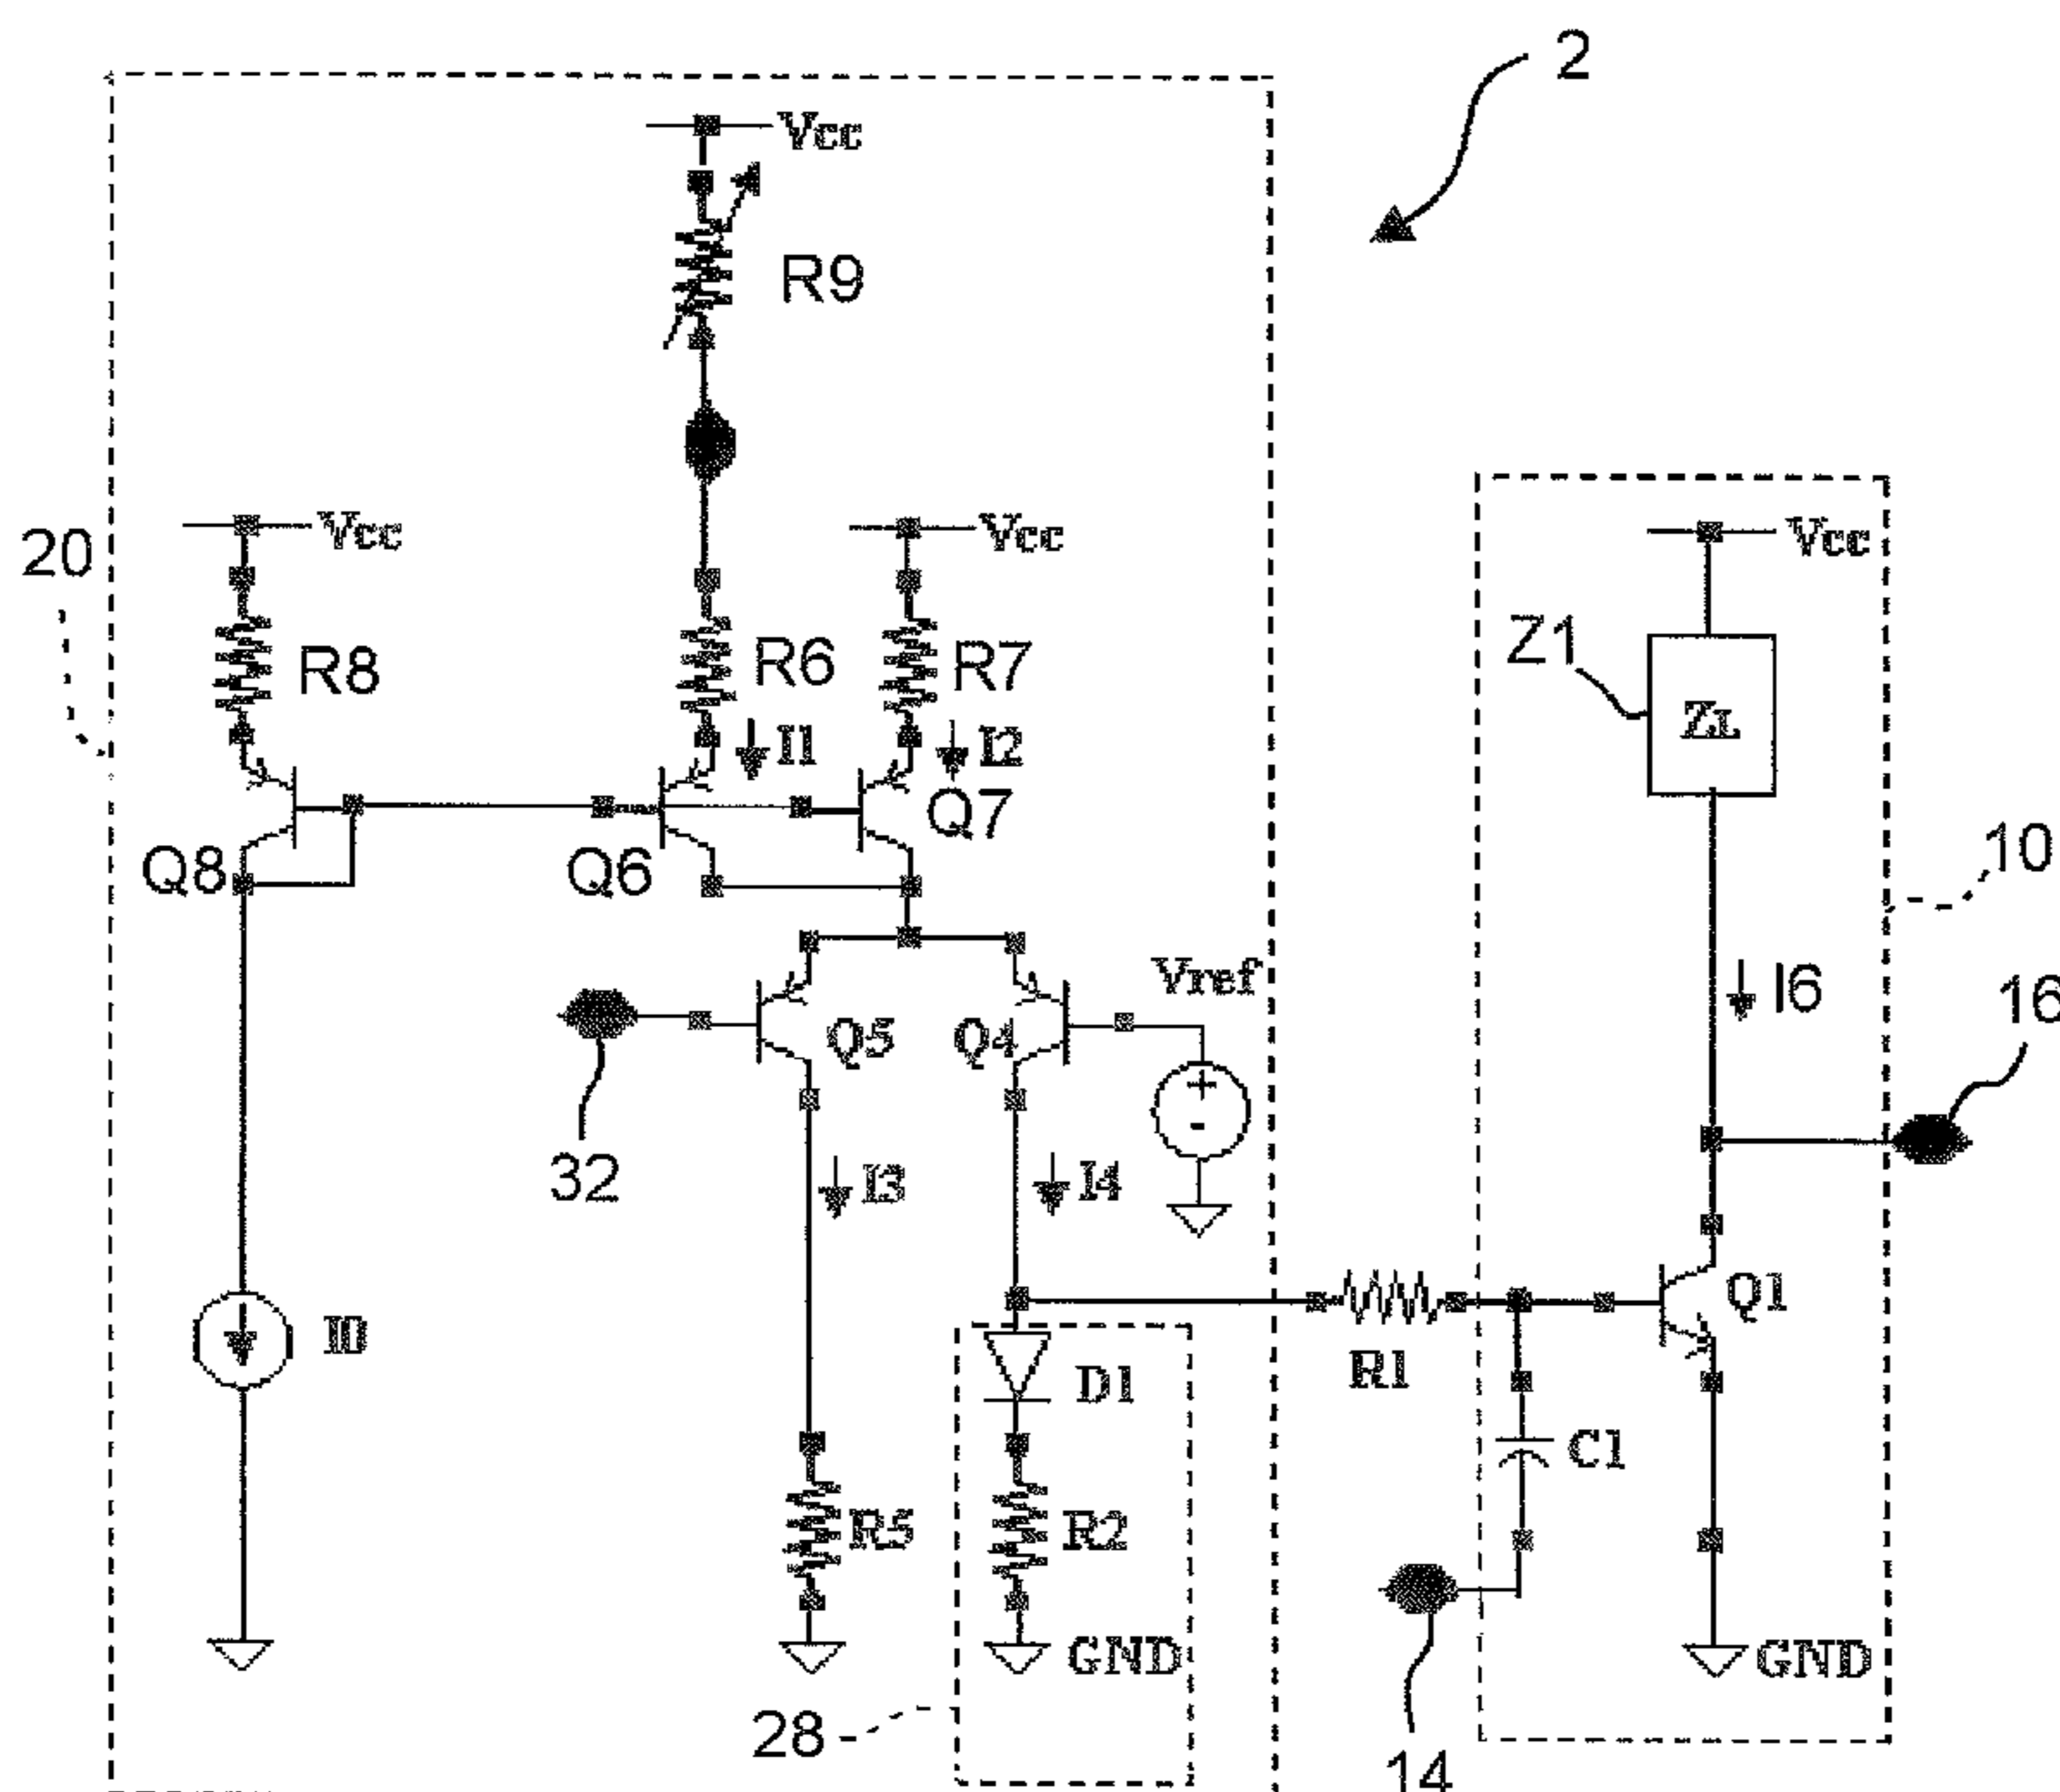 2
Vcc
R9
20
Vcc
Vcc
Vcc
R8
R6
R7
Z1
ZL
I1
I2
Q8
Q6
Q7
10
Vref
I6
16
Q5
Q4
+
-
32
I3
I4
I0
D1
R1
Q1
C1
R5
R2
GND
GND
28
14